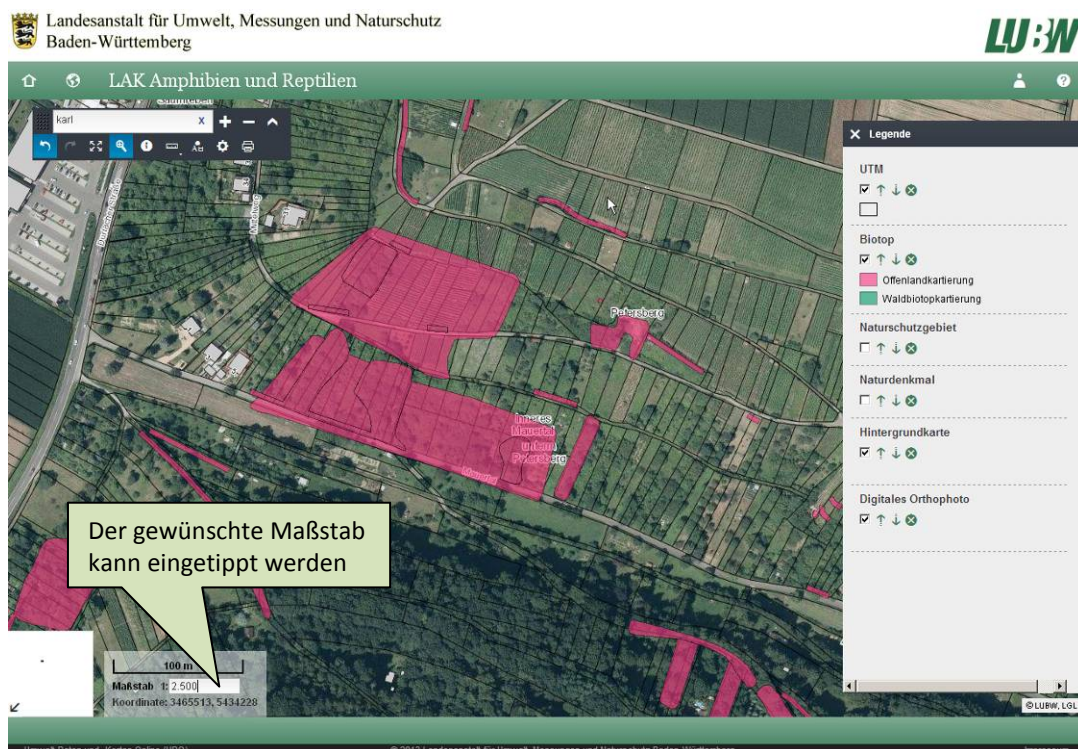 Landesanstalt für Umwelt, Messungen und Naturschutz
Baden-Württemberg
LUBW
LAK Amphibien und Reptilien
karl
Mittelweg
Petersberg
Inneres
Mauertal
unterm
Petersberg
Mauertal
Legende
UTM
Biotop
Offenlandkartierung
Waldbiotopkartierung
Naturschutzgebiet
Naturdenkmal
Hintergrundkarte
Digitales Orthophoto
Der gewünschte Maßstab
kann eingetippt werden
100 m
Maßstab 1: 2.500
Koordinate: 3465513, 5434228
© LUBW, LGL